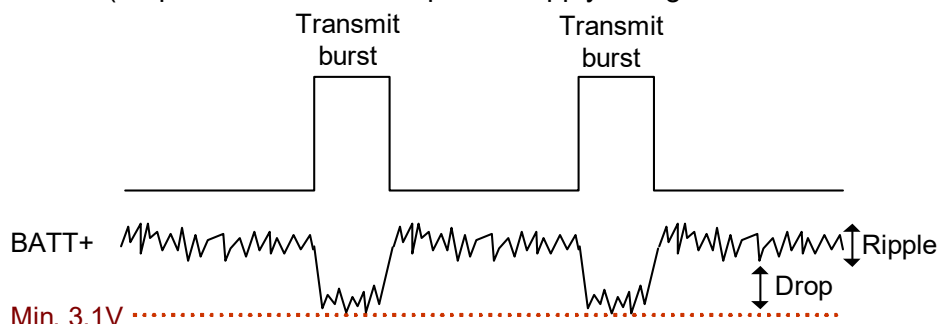 Transmit
burst
Transmit
burst
BATT+
Ripple
Drop
Min. 3.1V